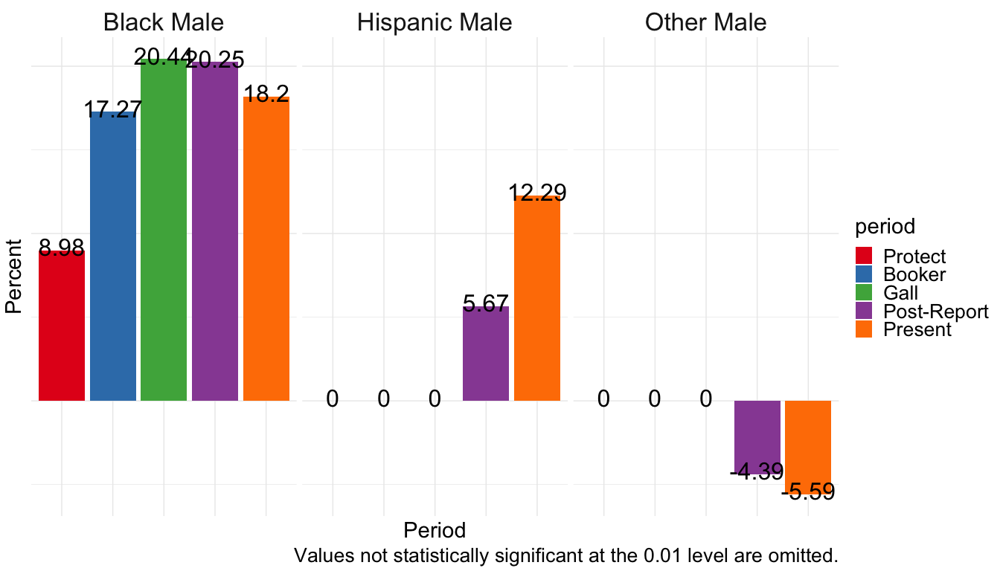 Black Male
Hispanic Male
Other Male
8.98
17.27
20.44
20.25
18.2
0
0
0
5.67
12.29
0
0
0
-4.39
-5.59
Percent
Period
Values not statistically significant at the 0.01 level are omitted.
period
Protect
Booker
Gall
Post-Report
Present